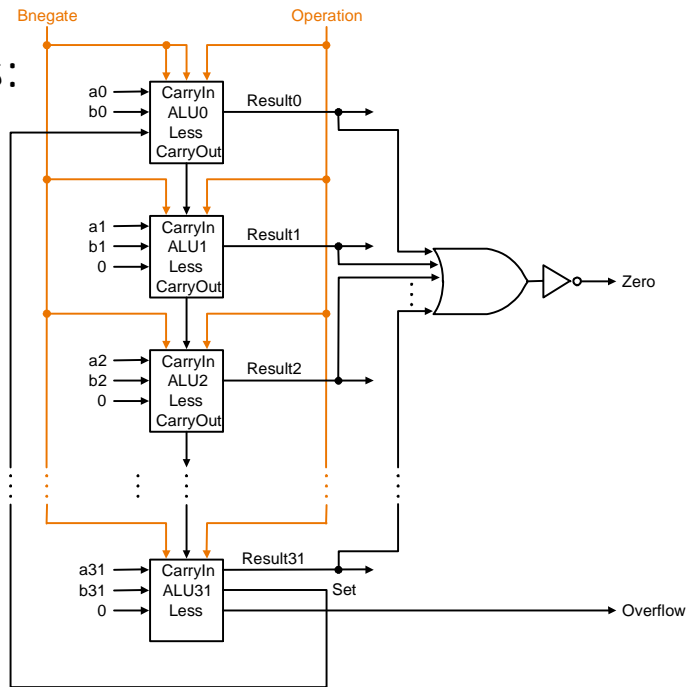 Bnegate
Operation
s:
a0
b0
CarryIn
ALU0
Less
CarryOut
Result0
a1
b1
0
CarryIn
ALU1
Less
CarryOut
Result1
Zero
a2
b2
0
CarryIn
ALU2
Less
CarryOut
Result2
a31
b31
0
CarryIn
ALU31
Less
Result31
Set
Overflow